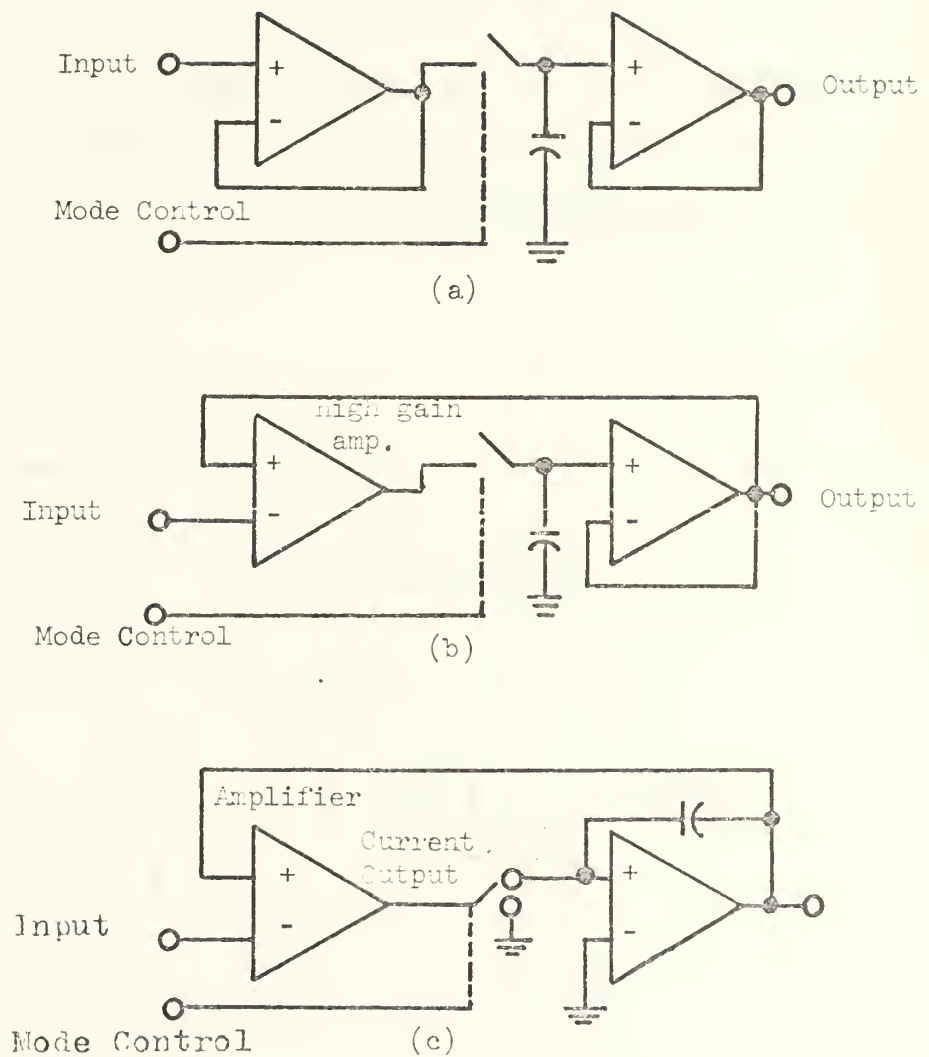 Input
+
-
Output
Mode Control
(a)
high gain
amp.
+
-
+
-
Input
Output
Mode Control
(b)
Amplifier
Current
Output
+
-
+
-
Input
Mode Control
(c)